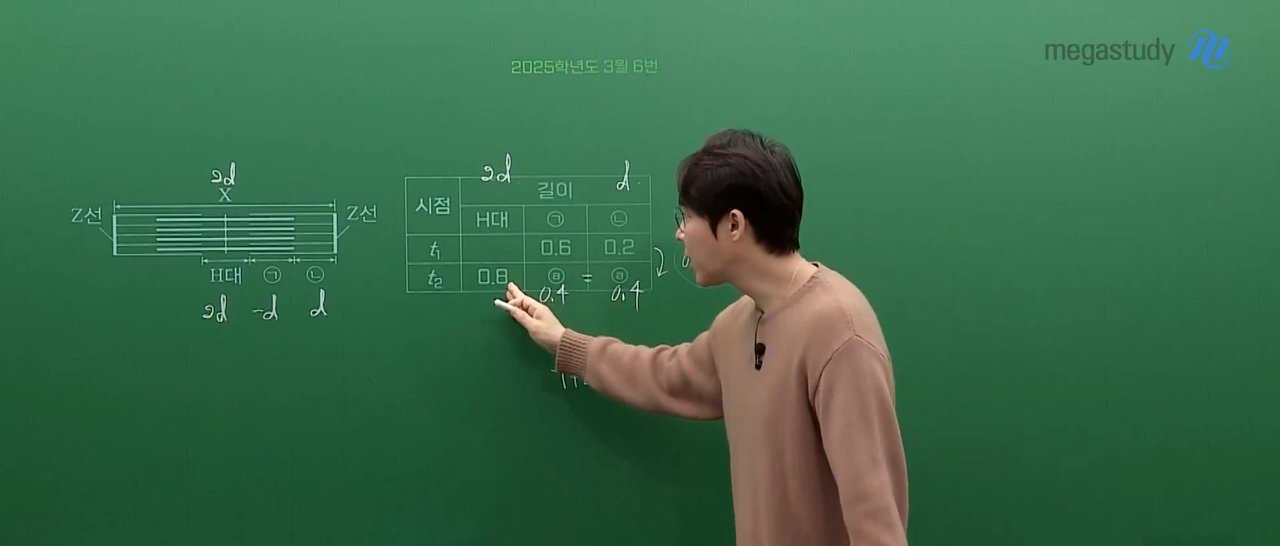 megastudy
2025학년도 3월 6번
2d
X
Z선 Z선
H대 ㉠ ㉡
2d -d d
2d d
시점 길이
H대 ㉠ ㉡
t₁ 0.6 0.2
t₂ 0.8 ⓐ = ⓐ
0.4 0.4